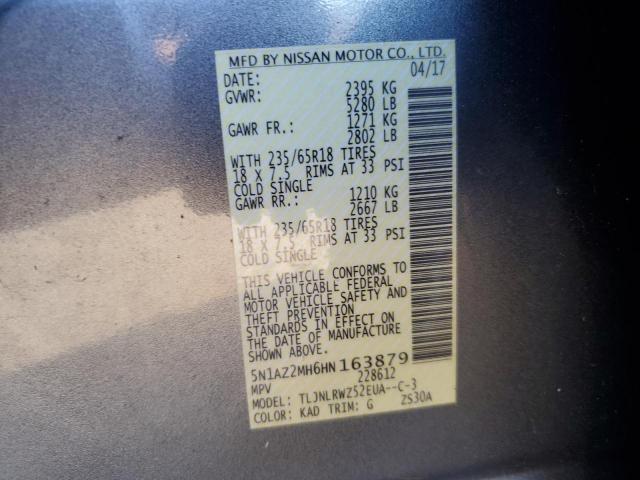 MFD BY NISSAN MOTOR CO., LTD.
DATE: 04/17
GVWR: 2395 KG
5280 LB
GAWR FR.: 1271 KG
2802 LB
WITH 235/65R18 TIRES
18 X 7.5 RIMS AT 33 PSI
COLD SINGLE
GAWR RR.: 1210 KG
2667 LB
WITH 235/65R18 TIRES
18 X 7.5 RIMS AT 33 PSI
COLD SINGLE
THIS VEHICLE CONFORMS TO
ALL APPLICABLE FEDERAL
MOTOR VEHICLE SAFETY AND
THEFT PREVENTION
STANDARDS IN EFFECT ON
THE DATE OF MANUFACTURE
SHOWN ABOVE.
5N1AZ2MH6HN163879
MPV 228612
MODEL: TLJNLRWZ52EUA--C-3
COLOR: KAD TRIM: G ZS30A